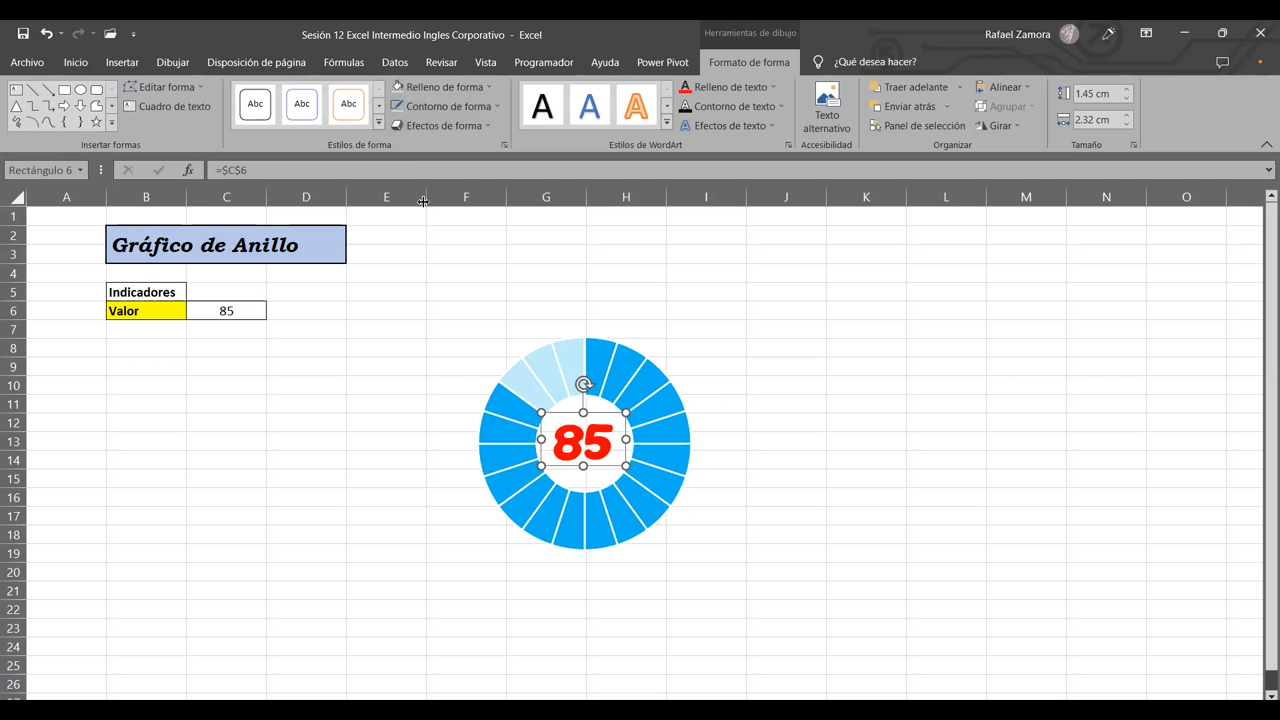 Sesión 12 Excel Intermedio Ingles Corporativo - Excel
Herramientas de dibujo
Rafael Zamora
Archivo Inicio Insertar Dibujar Disposición de página Fórmulas Datos Revisar Vista Programador Ayuda Power Pivot Formato de forma ¿Qué desea hacer?
Editar forma
Cuadro de texto
Insertar formas
Abc Abc Abc
Relleno de forma
Contorno de forma
Efectos de forma
Estilos de forma
A A A
Relleno de texto
Contorno de texto
Efectos de texto
Estilos de WordArt
Texto
alternativo
Accesibilidad
Traer adelante
Enviar atrás
Panel de selección
Alinear
Agrupar
Girar
Organizar
1.45 cm
2.32 cm
Tamaño
Rectángulo 6 fx =$C$6
A B C D E F G H I J K L M N O
1
2
3
4
5
6
7
8
9
10
11
12
13
14
15
16
17
18
19
20
21
22
23
24
25
26
Gráfico de Anillo
Indicadores
Valor 85
85